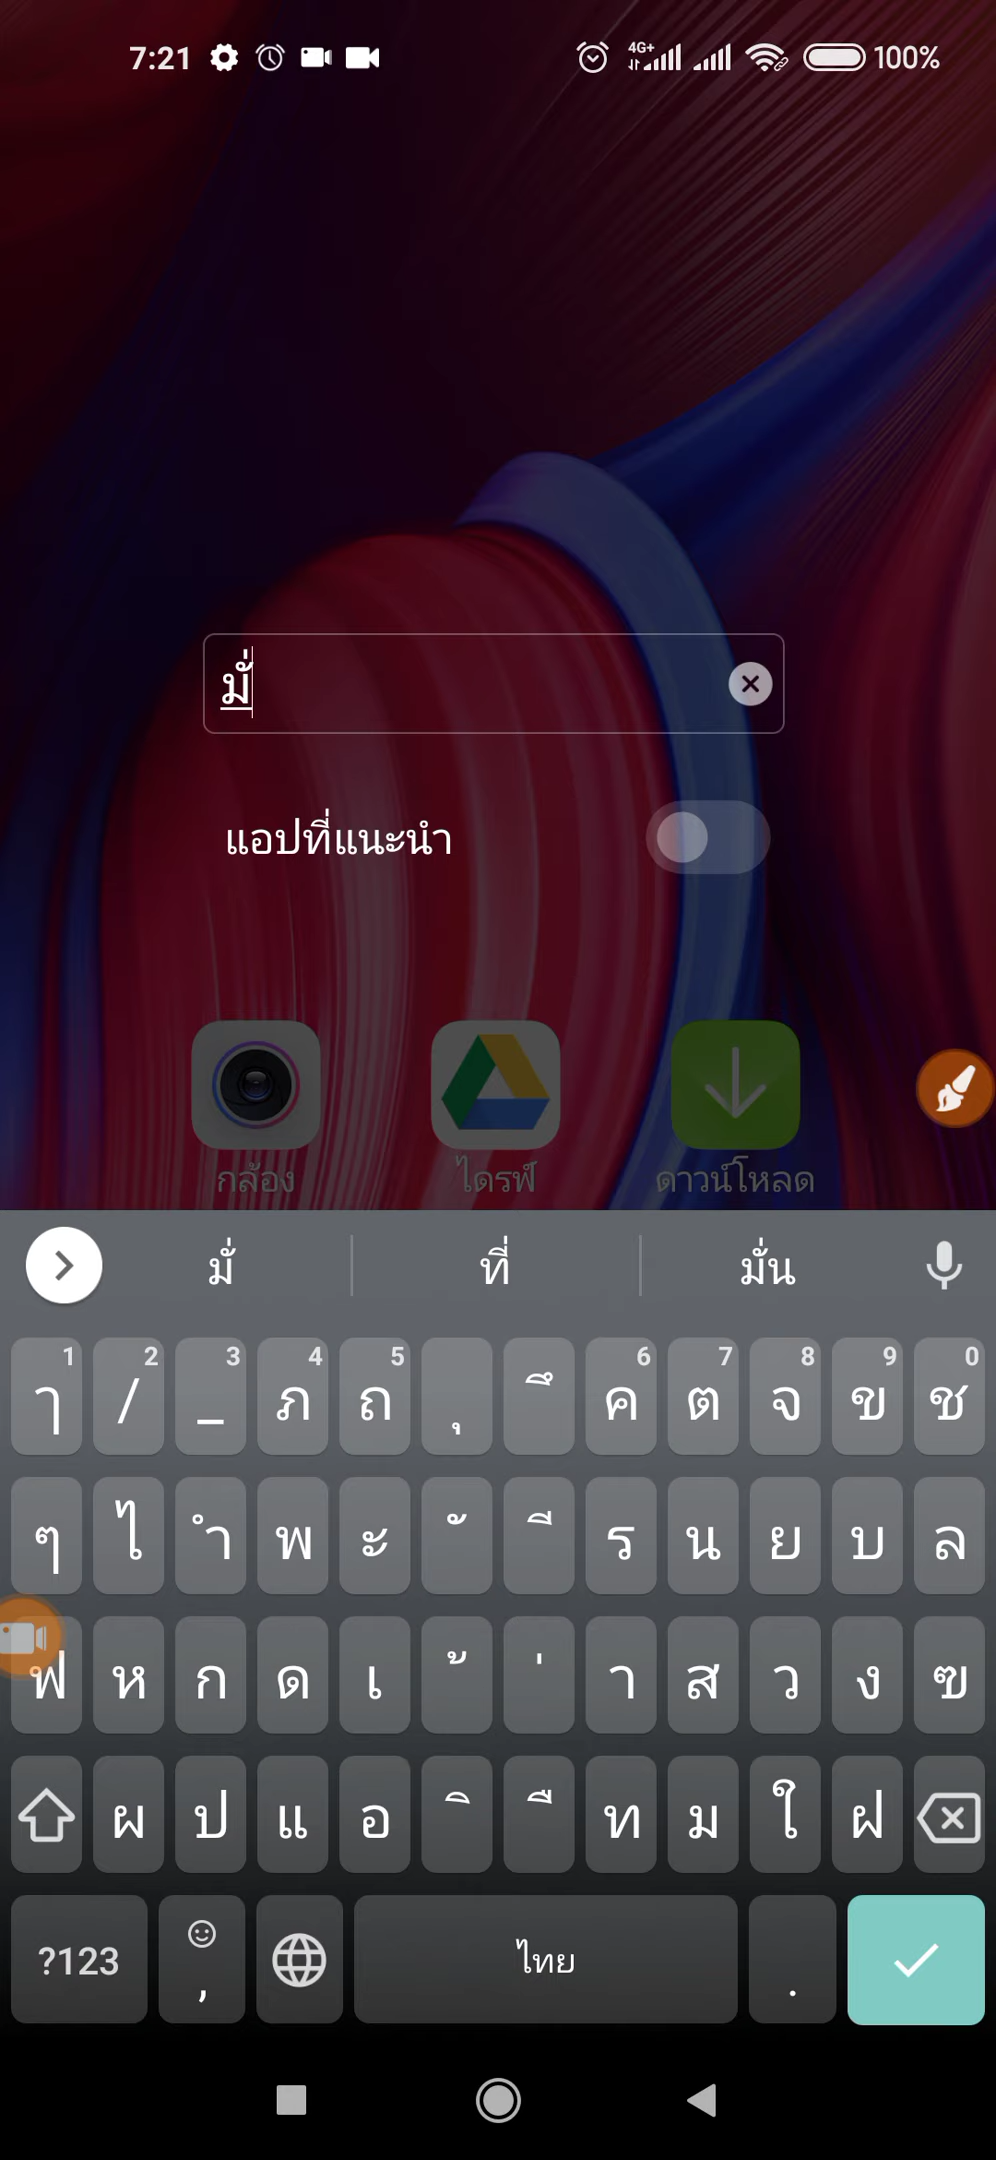 7:21 4G+ 100%
มั่
แอปที่แนะนำ
กล้อง ไดรฟ์ ดาวน์โหลด
มั่ ที่ มั่น
1 2 3 4 5 6 7 8 9 0
ๅ / _ ภ ถ ุ ึ ค ต จ ข ช
ๆ ไ ำ พ ะ ั ี ร น ย บ ล
ฟ ห ก ด เ ้ ่ า ส ว ง ฃ
ผ ป แ อ ิ ื ท ม ใ ฝ
?123 , ไทย .